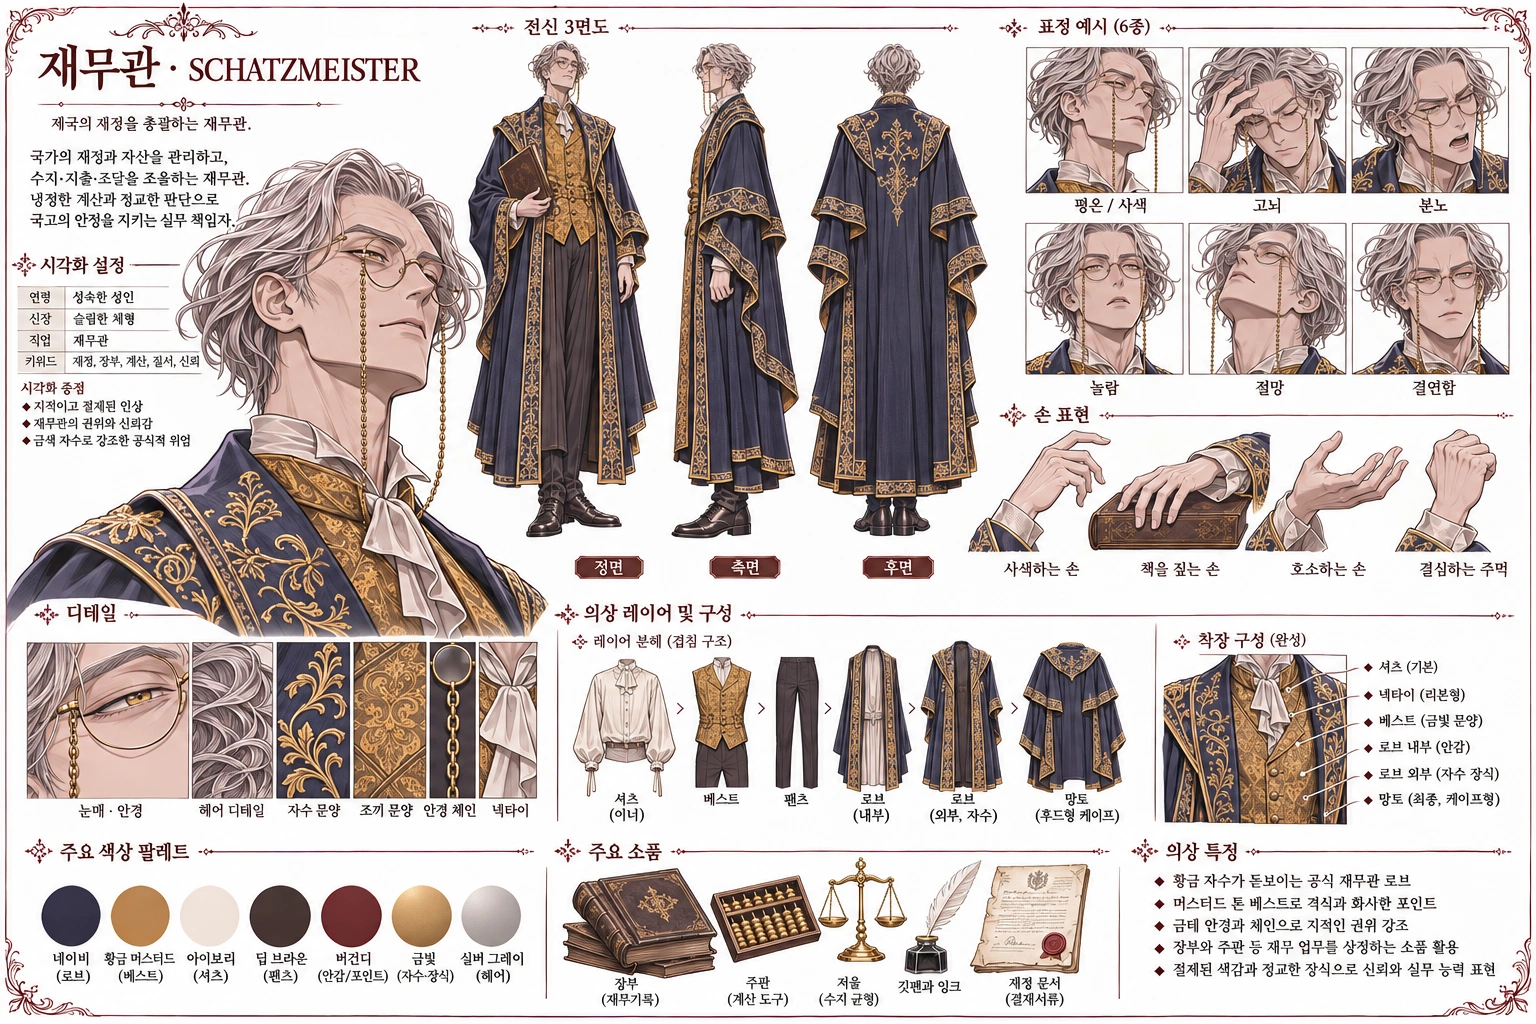 재무관 · SCHATZMEISTER
제국의 재정을 총괄하는 재무관.
국가의 재정과 자산을 관리하고,
수지·지출·조달을 조율하는 재무관.
냉정한 계산과 정교한 판단으로
국고의 안정을 지키는 실무 책임자.
시각화 설정
연령 성숙한 성인
신장 슬림한 체형
직업 재무관
키워드 재정, 장부, 계산, 질서, 신뢰
시각화 중점
◆ 지적이고 절제된 인상
◆ 재무관의 권위와 신뢰감
◆ 금색 자수로 강조한 공식적 위엄
전신 3면도
정면
측면
후면
표정 예시 (6종)
평온 / 사색
고뇌
분노
놀람
절망
결연함
손 표현
사색하는 손
책을 짚는 손
호소하는 손
결심하는 주먹
디테일
눈매 · 안경
헤어 디테일
자수 문양
조끼 문양
안경 체인
넥타이
의상 레이어 및 구성
레이어 분해 (겹침 구조)
셔츠
(이너)
베스트
팬츠
로브
(내부)
로브
(외부, 자수)
망토
(후드형 케이프)
착장 구성 (완성)
◆ 셔츠 (기본)
◆ 넥타이 (리본형)
◆ 베스트 (금빛 문양)
◆ 로브 내부 (안감)
◆ 로브 외부 (자수 장식)
◆ 망토 (최종, 케이프형)
주요 색상 팔레트
네이비
(로브)
황금 머스터드
(베스트)
아이보리
(셔츠)
딥 브라운
(팬츠)
버건디
(안감/포인트)
금빛
(자수·장식)
실버 그레이
(헤어)
주요 소품
장부
(재무기록)
주판
(계산 도구)
저울
(수지 균형)
깃펜과 잉크
재정 문서
(결재서류)
의상 특징
◆ 황금 자수가 돋보이는 공식 재무관 로브
◆ 머스터드 톤 베스트로 격식과 화사한 포인트
◆ 금테 안경과 체인으로 지적인 권위 강조
◆ 장부와 주판 등 재무 업무를 상정하는 소품 활용
◆ 절제된 색감과 정교한 장식으로 신뢰와 실무 능력 표현